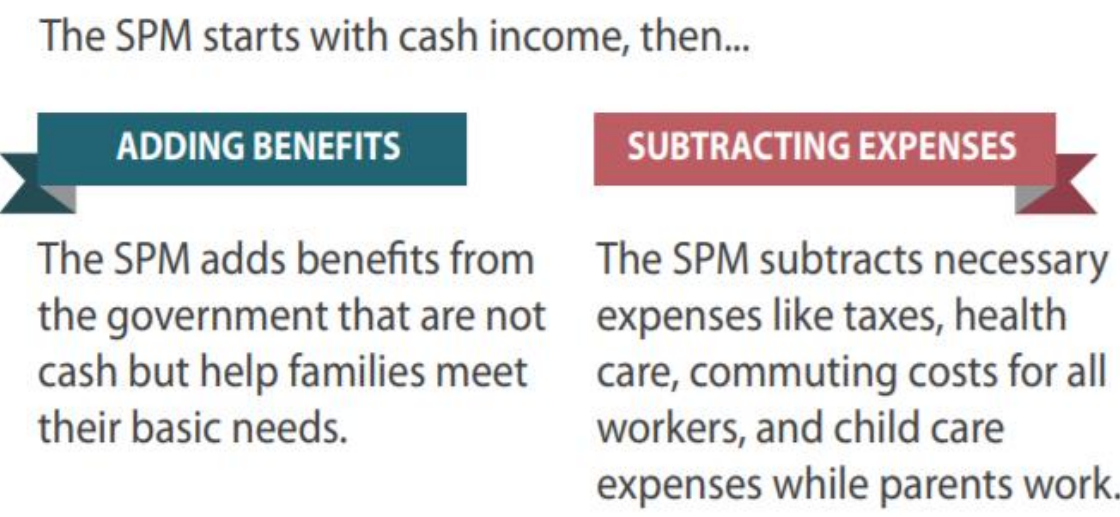 The SPM starts with cash income, then...
ADDING BENEFITS
The SPM adds benefits from
the government that are not
cash but help families meet
their basic needs.
SUBTRACTING EXPENSES
The SPM subtracts necessary
expenses like taxes, health
care, commuting costs for all
workers, and child care
expenses while parents work.